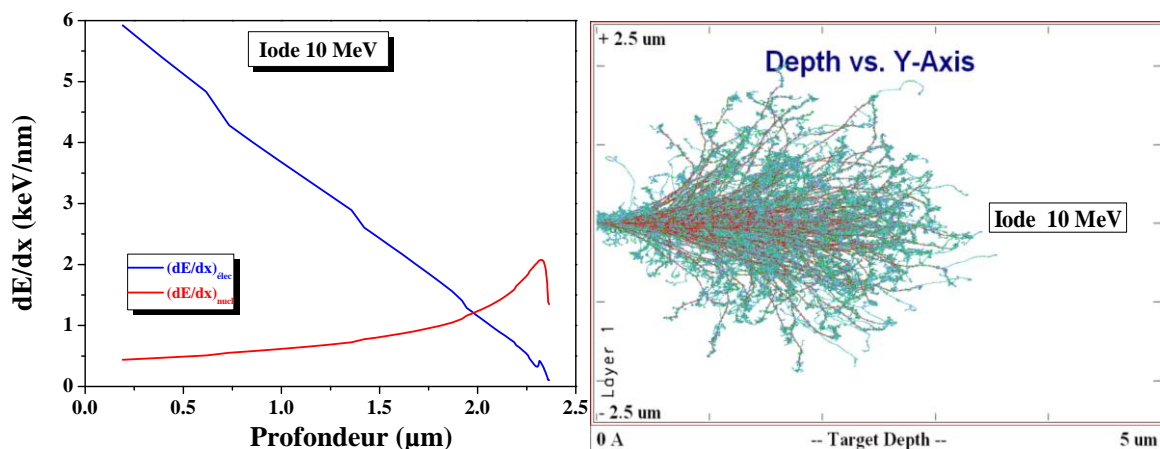 6
5
4
3
2
1
0
dE/dx (keV/nm)
Iode 10 MeV
(dE/dx)élec
(dE/dx)nucl
0.0 0.5 1.0 1.5 2.0 2.5
Profondeur (µm)
+ 2.5 um
Depth vs. Y-Axis
Iode 10 MeV
Layer 1
- 2.5 um
0 A -- Target Depth -- 5 um